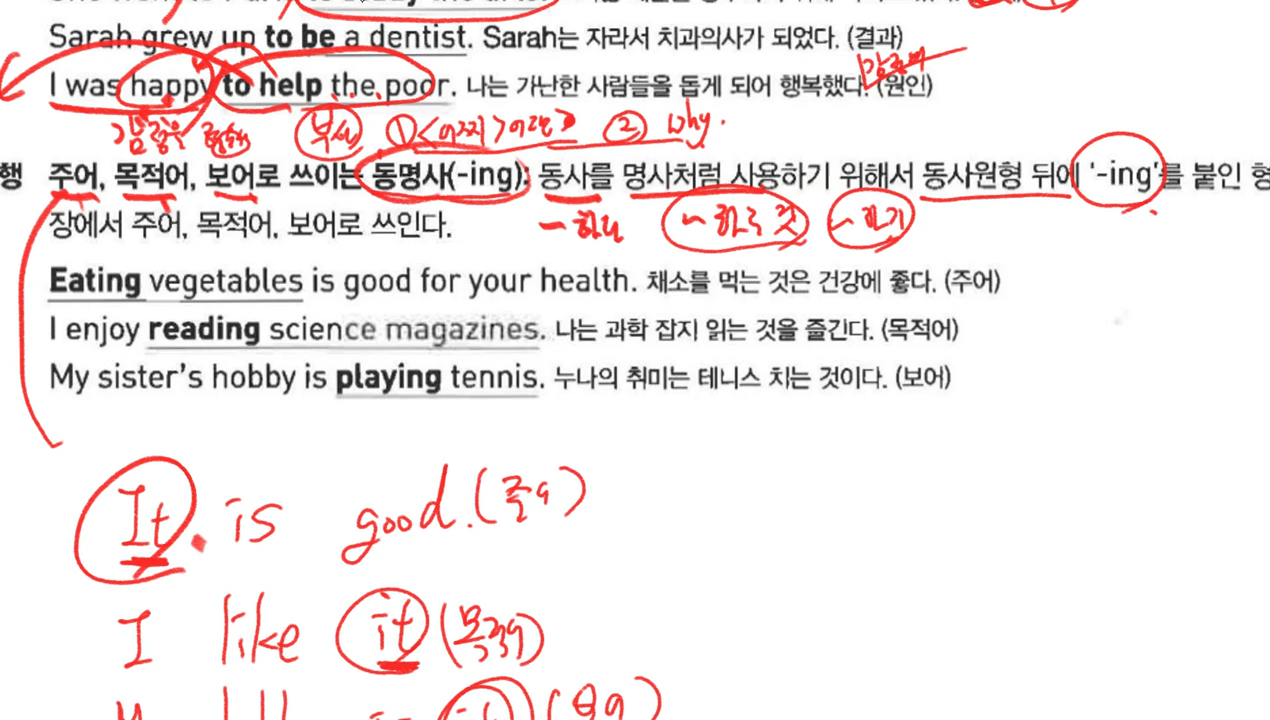 Sarah grew up to be a dentist. Sarah는 자라서 치과의사가 되었다. (결과)
I was happy to help the poor. 나는 가난한 사람들을 돕게 되어 행복했다. (원인)
부사 ① ② why.
행 주어, 목적어, 보어로 쓰이는 동명사(-ing): 동사를 명사처럼 사용하기 위해서 동사원형 뒤에 '-ing'를 붙인 형
장에서 주어, 목적어, 보어로 쓰인다. ~하다 ~하는 것 ~하기
Eating vegetables is good for your health. 채소를 먹는 것은 건강에 좋다. (주어)
I enjoy reading science magazines. 나는 과학 잡지 읽는 것을 즐긴다. (목적어)
My sister's hobby is playing tennis. 누나의 취미는 테니스 치는 것이다. (보어)
It is good. (주어)
I like it (목적어)
is it (보어)